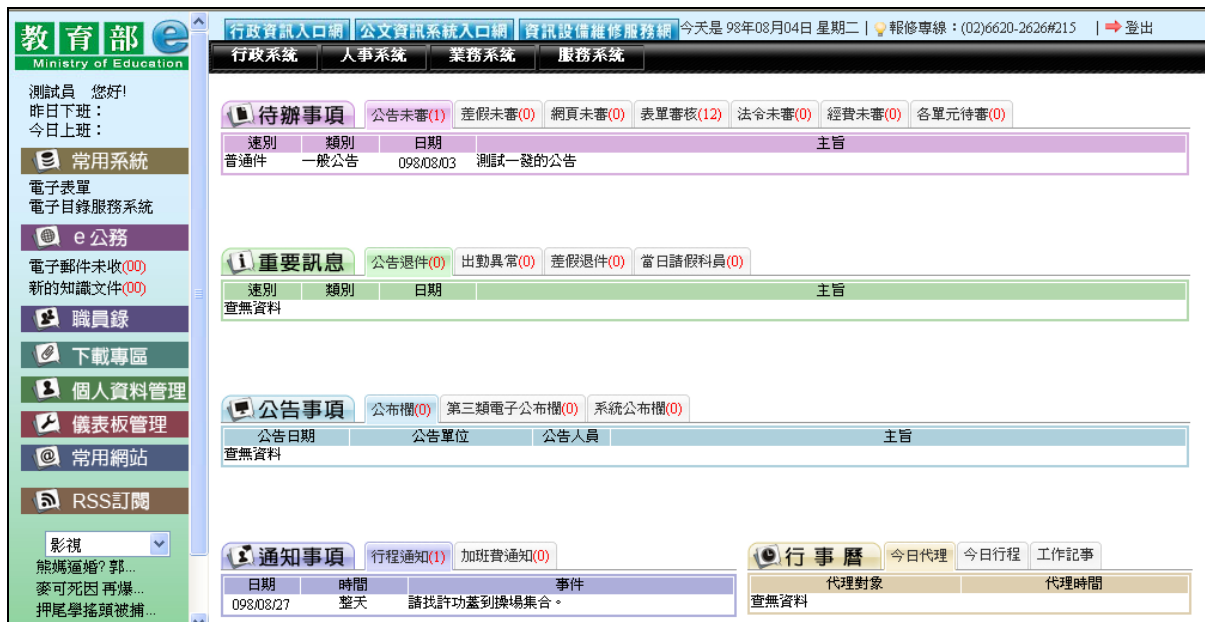 教育部 e
Ministry of Education
行政資訊入口網 公文資訊系統入口網 資訊設備維修服務網 今天是 98年08月04日 星期二 | 報修專線：(02)6620-2626#215 | 登出
行政系統 人事系統 業務系統 服務系統
測試員 您好!
昨日下班：
今日上班：
常用系統
電子表單
電子目錄服務系統
e 公務
電子郵件未收(00)
新的知識文件(00)
職員錄
下載專區
個人資料管理
儀表板管理
常用網站
RSS訂閱
影視
熊媽逼婚? 郭...
麥可死因 再爆...
押尾學搖頭被捕...
待辦事項 公告未審(1) 差假未審(0) 網頁未審(0) 表單審核(12) 法令未審(0) 經費未審(0) 各單元待審(0)
速別 類別 日期 主旨
普通件 一般公告 098/08/03 測試一發的公告
重要訊息 公告退件(0) 出勤異常(0) 差假退件(0) 當日請假科員(0)
速別 類別 日期 主旨
查無資料
公告事項 公布欄(0) 第三類電子公布欄(0) 系統公布欄(0)
公告日期 公告單位 公告人員 主旨
查無資料
通知事項 行程通知(1) 加班費通知(0)
日期 時間 事件
098/08/27 整天 請找許功蓋到操場集合。
行事曆 今日代理 今日行程 工作記事
代理對象 代理時間
查無資料